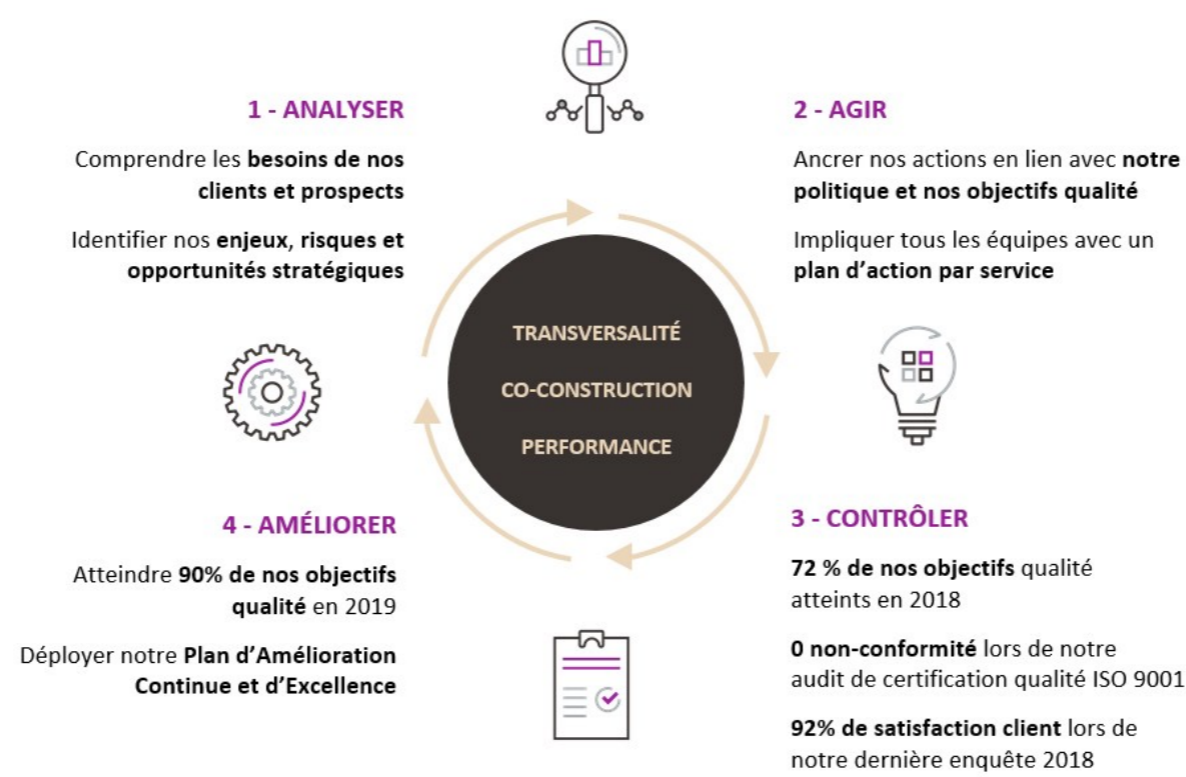 1 - ANALYSER
Comprendre les besoins de nos
clients et prospects
Identifier nos enjeux, risques et
opportunités stratégiques
2 - AGIR
Ancrer nos actions en lien avec notre
politique et nos objectifs qualité
Impliquer tous les équipes avec un
plan d’action par service
TRANSVERSALITÉ
CO-CONSTRUCTION
PERFORMANCE
3 - CONTRÔLER
72 % de nos objectifs qualité
atteints en 2018
0 non-conformité lors de notre
audit de certification qualité ISO 9001
92% de satisfaction client lors de
notre dernière enquête 2018
4 - AMÉLIORER
Atteindre 90% de nos objectifs
qualité en 2019
Déployer notre Plan d’Amélioration
Continue et d’Excellence